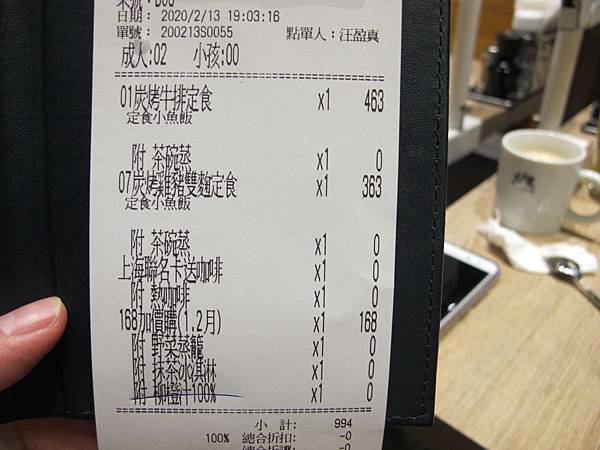 日期: 2020/2/13 19:03:16
單號: 200213S0055 點單人:汪盈真
成人:02 小孩:00
01炭烤牛排定食 x1 463
定食小魚飯
附 茶碗蒸 x1 0
07炭烤雞豬雙麴定食 x1 363
定食小魚飯
附 茶碗蒸 x1 0
上海聯名卡送咖啡 x1 0
附 熱咖啡 x1 0
168加價購(1.2月) x1 168
附 野菜蒸籠 x1 0
附 抹茶冰淇淋 x1 0
附 柳橙汁100% x1 0
小 計: 994
100% 總合折扣: -0
總合折讓: -0